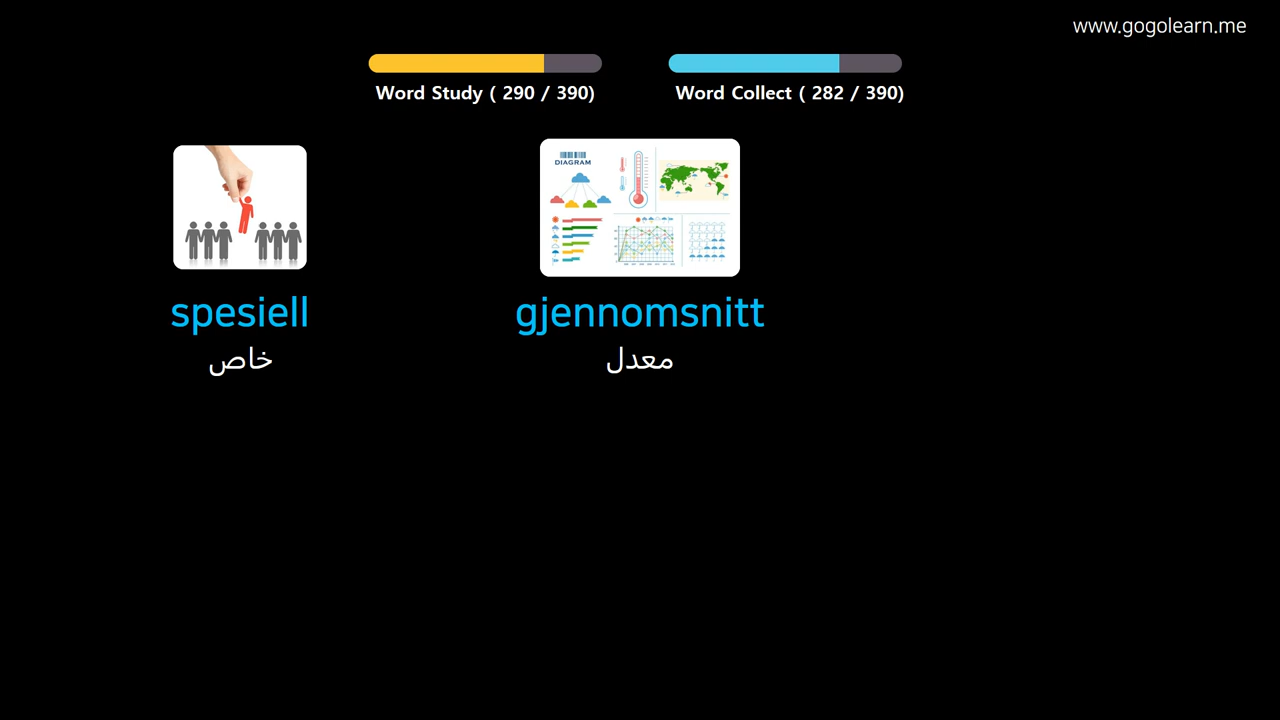 www.gogolearn.me
Word Study ( 290 / 390)
Word Collect ( 282 / 390)
DIAGRAM
spesiell
gjennomsnitt
خاص
معدل